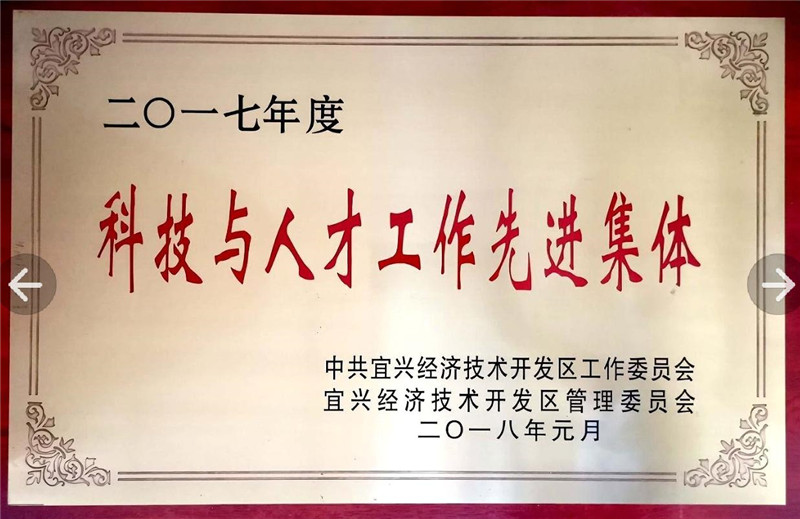 二〇一七年度
科技与人才工作先进集体
中共宜兴经济技术开发区工作委员会
宜兴经济技术开发区管理委员会
二〇一八年元月